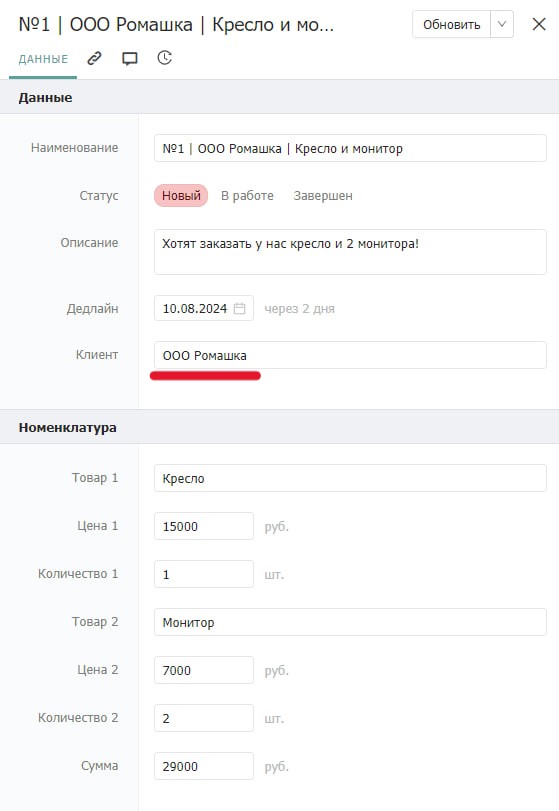 №1 | ООО Ромашка | Кресло и мо...
Обновить
ДАННЫЕ
Данные
Наименование №1 | ООО Ромашка | Кресло и монитор
Статус Новый В работе Завершен
Описание Хотят заказать у нас кресло и 2 монитора!
Дедлайн 10.08.2024 через 2 дня
Клиент ООО Ромашка
Номенклатура
Товар 1 Кресло
Цена 1 15000 руб.
Количество 1 1 шт.
Товар 2 Монитор
Цена 2 7000 руб.
Количество 2 2 шт.
Сумма 29000 руб.